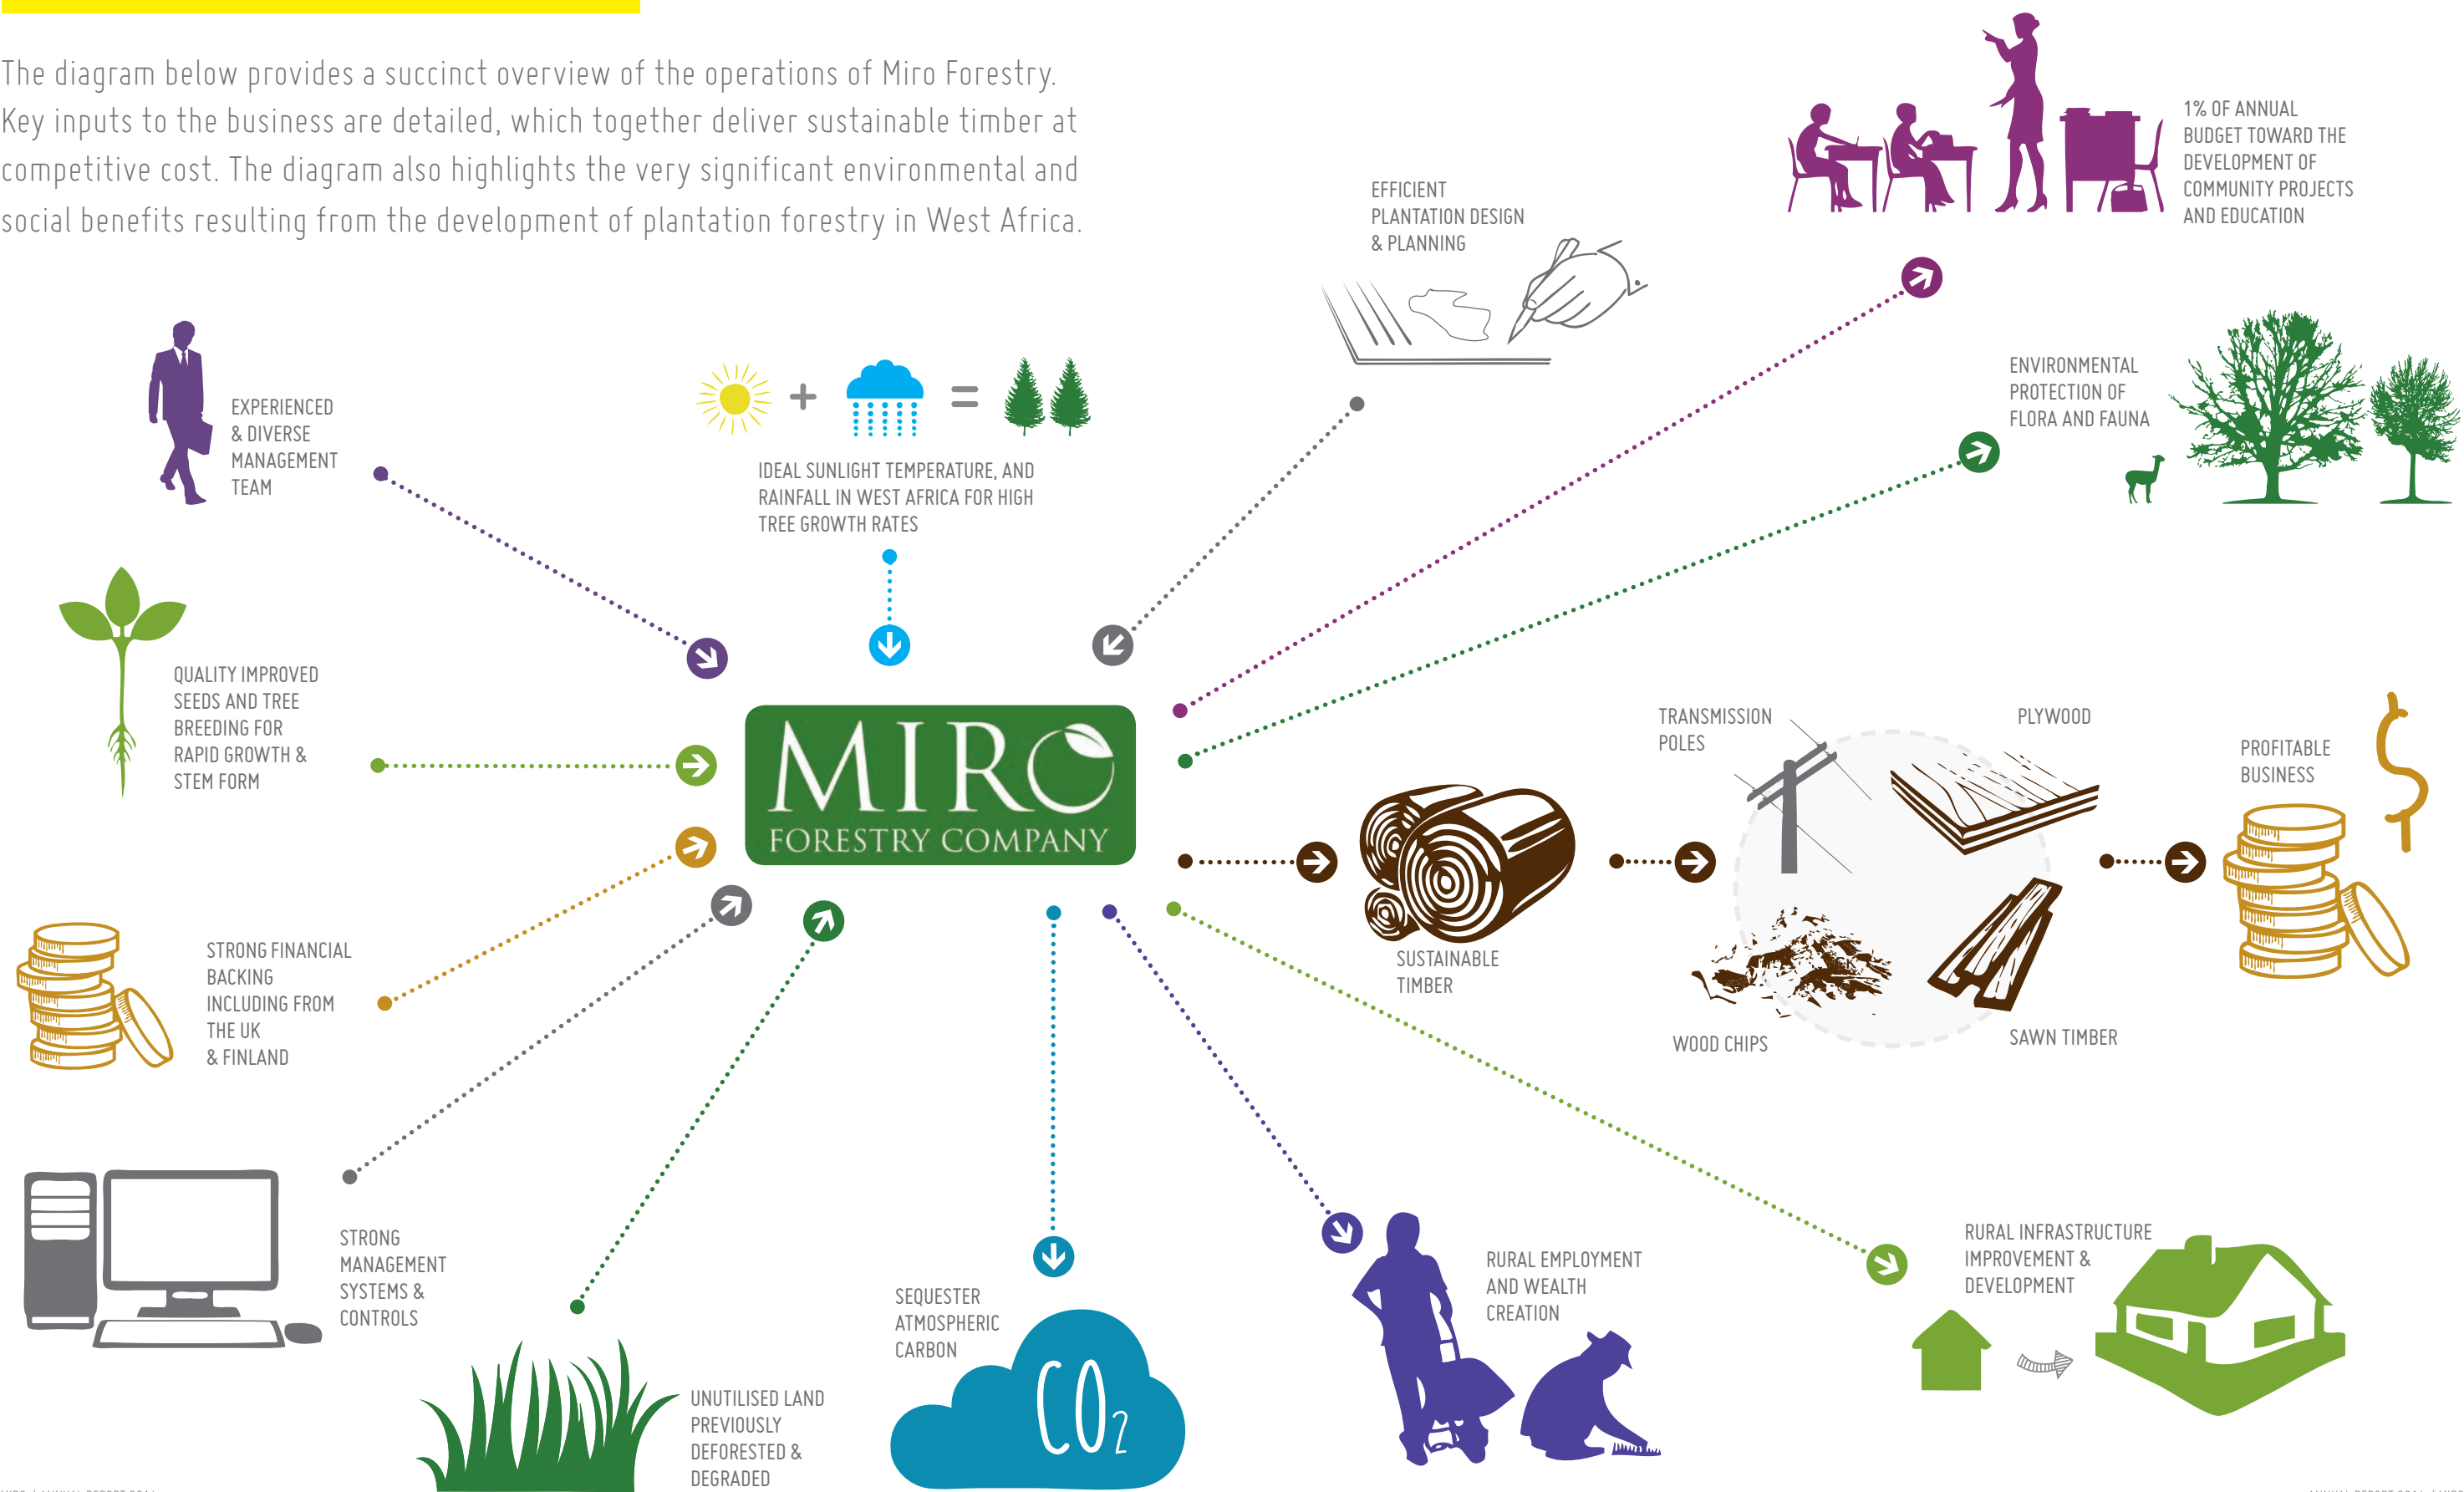 The diagram below provides a succinct overview of the operations of Miro Forestry.
Key inputs to the business are detailed, which together deliver sustainable timber at
competitive cost. The diagram also highlights the very significant environmental and
social benefits resulting from the development of plantation forestry in West Africa.
1% OF ANNUAL
BUDGET TOWARD THE
DEVELOPMENT OF
COMMUNITY PROJECTS
AND EDUCATION
EFFICIENT
PLANTATION DESIGN
& PLANNING
ENVIRONMENTAL
PROTECTION OF
FLORA AND FAUNA
EXPERIENCED
& DIVERSE
MANAGEMENT
TEAM
IDEAL SUNLIGHT TEMPERATURE, AND
RAINFALL IN WEST AFRICA FOR HIGH
TREE GROWTH RATES
QUALITY IMPROVED
SEEDS AND TREE
BREEDING FOR
RAPID GROWTH &
STEM FORM
MIRO
FORESTRY COMPANY
TRANSMISSION
POLES
PLYWOOD
PROFITABLE
BUSINESS
STRONG FINANCIAL
BACKING
INCLUDING FROM
THE UK
& FINLAND
SUSTAINABLE
TIMBER
WOOD CHIPS
SAWN TIMBER
STRONG
MANAGEMENT
SYSTEMS &
CONTROLS
UNUTILISED LAND
PREVIOUSLY
DEFORESTED &
DEGRADED
SEQUESTER
ATMOSPHERIC
CARBON
CO2
RURAL EMPLOYMENT
AND WEALTH
CREATION
RURAL INFRASTRUCTURE
IMPROVEMENT &
DEVELOPMENT